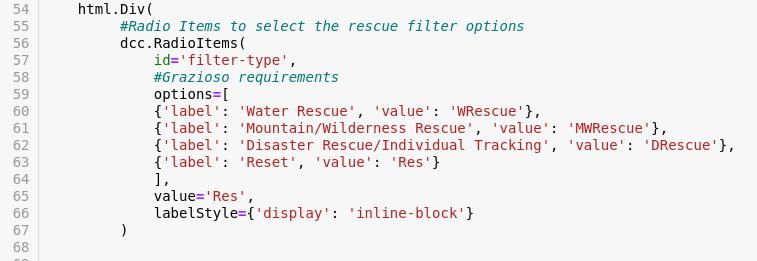 54 html.Div(
55 #Radio Items to select the rescue filter options
56 dcc.RadioItems(
57 id='filter-type',
58 #Grazioso requirements
59 options=[
60 {'label': 'Water Rescue', 'value': 'WRescue'},
61 {'label': 'Mountain/Wilderness Rescue', 'value': 'MWRescue'},
62 {'label': 'Disaster Rescue/Individual Tracking', 'value': 'DRescue'},
63 {'label': 'Reset', 'value': 'Res'}
64 ],
65 value='Res',
66 labelStyle={'display': 'inline-block'}
67 )
68